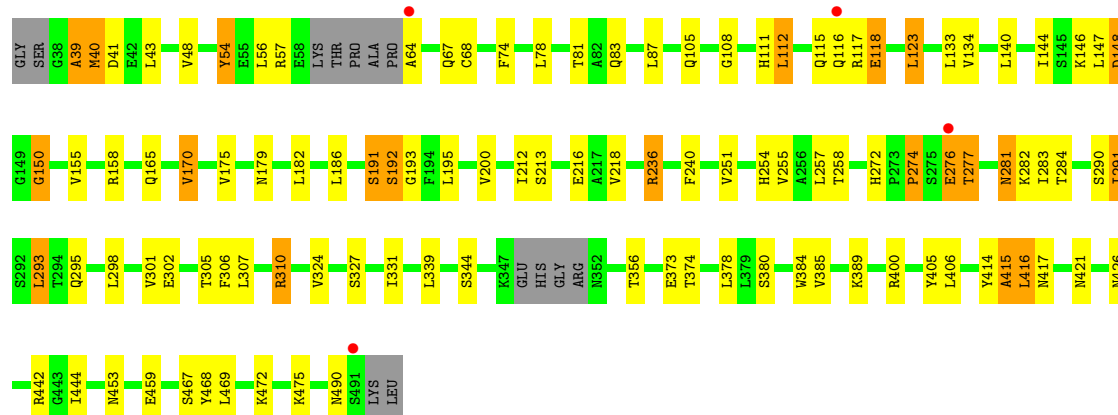 GLY SER G38 A39 M40 D41 E42 L43 V48 Y54 E55 L56 R57 E58 LYS THR PRO ALA PRO A64 Q67 C68 F74 L78 T81 A82 Q83 L87 Q105 G108 H111 L112 Q115 Q116 R117 E118 L123 L133 V134 L140 I144 S145 K146 L147 D148
G149 G150 V155 R158 Q165 V170 V175 N179 L182 L186 S191 S192 G193 F194 L195 V200 I212 S213 E216 A217 V218 R236 F240 V251 H254 V255 A256 L257 T258 H272 P273 P274 S275 E276 T277 N281 K282 I283 T284 S290 I291
S292 L293 T294 Q295 L298 V301 E302 T305 F306 L307 R310 V324 S327 I331 L339 S344 K347 GLU HIS GLY ARG N352 T356 E373 T374 L378 L379 S380 W384 V385 K389 R400 Y405 L406 Y414 A415 L416 N417 N421 N426
R442 G443 I444 N453 E459 S467 Y468 L469 K472 K475 N490 S491 LYS LEU